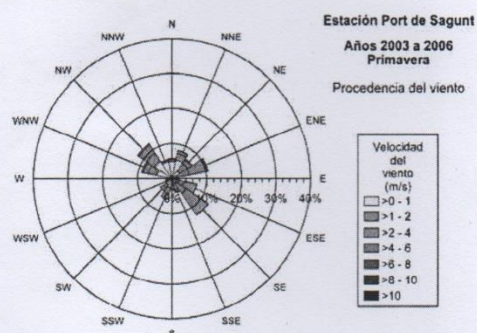 Estación Port de Sagunt
Años 2003 a 2006
Primavera
Procedencia del viento
N
NNE
NE
ENE
E
ESE
SE
SSE
SSW
SW
WSW
W
WNW
NW
NNW
10% 20% 30% 40%
Velocidad
del
viento
(m/s)
>0 - 1
>1 - 2
>2 - 4
>4 - 6
>6 - 8
>8 - 10
>10